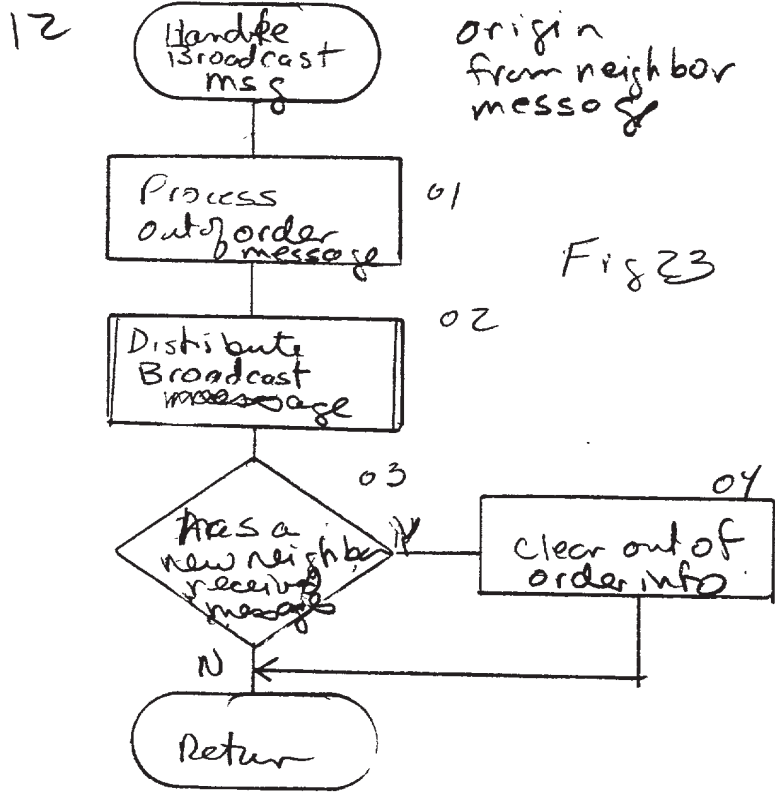 12
Handle
Broadcast
msg
origin
from neighbor
message
Process
out of order
message
01
Fig 23
Distribute
Broadcast
message
02
03
Has a
new neighbor
received
message
Y
04
clear out of
order info
N
Return